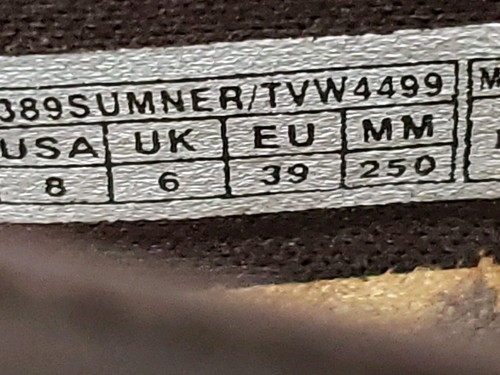 389SUMNER/TVW4499
USA UK EU MM
8 6 39 250